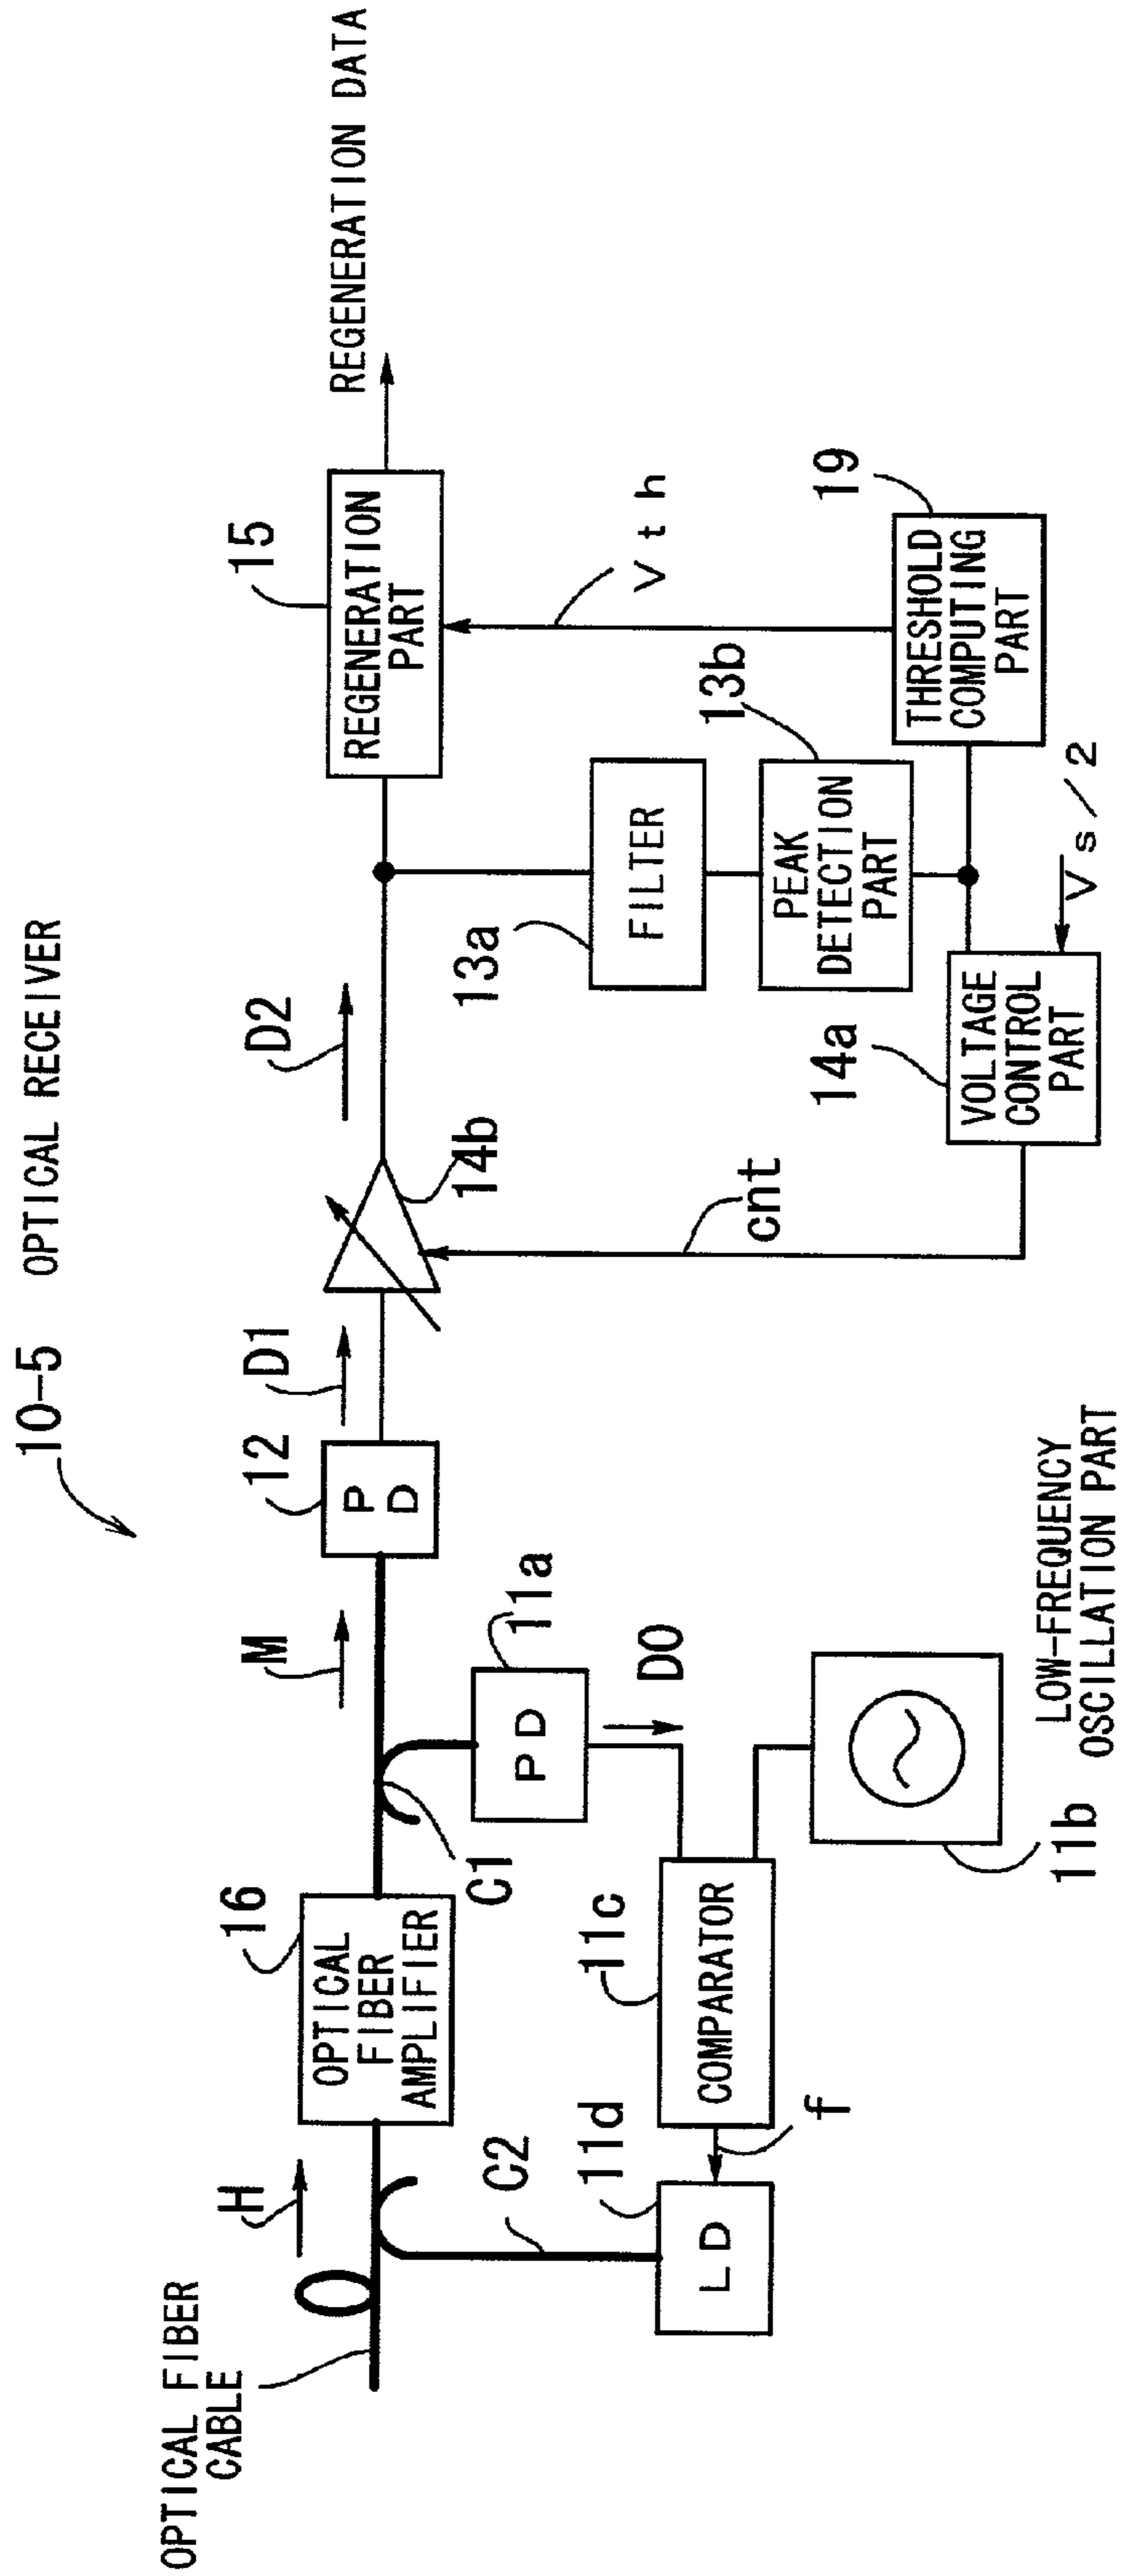 10-5 OPTICAL RECEIVER
OPTICAL FIBER
CABLE
H
16
OPTICAL
FIBER
AMPLIFIER
M
12
P
D
D1
14b
D2
15
REGENERATION
PART
REGENERATION DATA
C2
C1
11a
PD
D0
cnt
13a
FILTER
13b
PEAK
DETECTION
PART
Vth
11d
LD
f
11c
COMPARATOR
11b
LOW-FREQUENCY
OSCILLATION PART
14a
VOLTAGE
CONTROL
PART
Vs/2
19
THRESHOLD
COMPUTING
PART